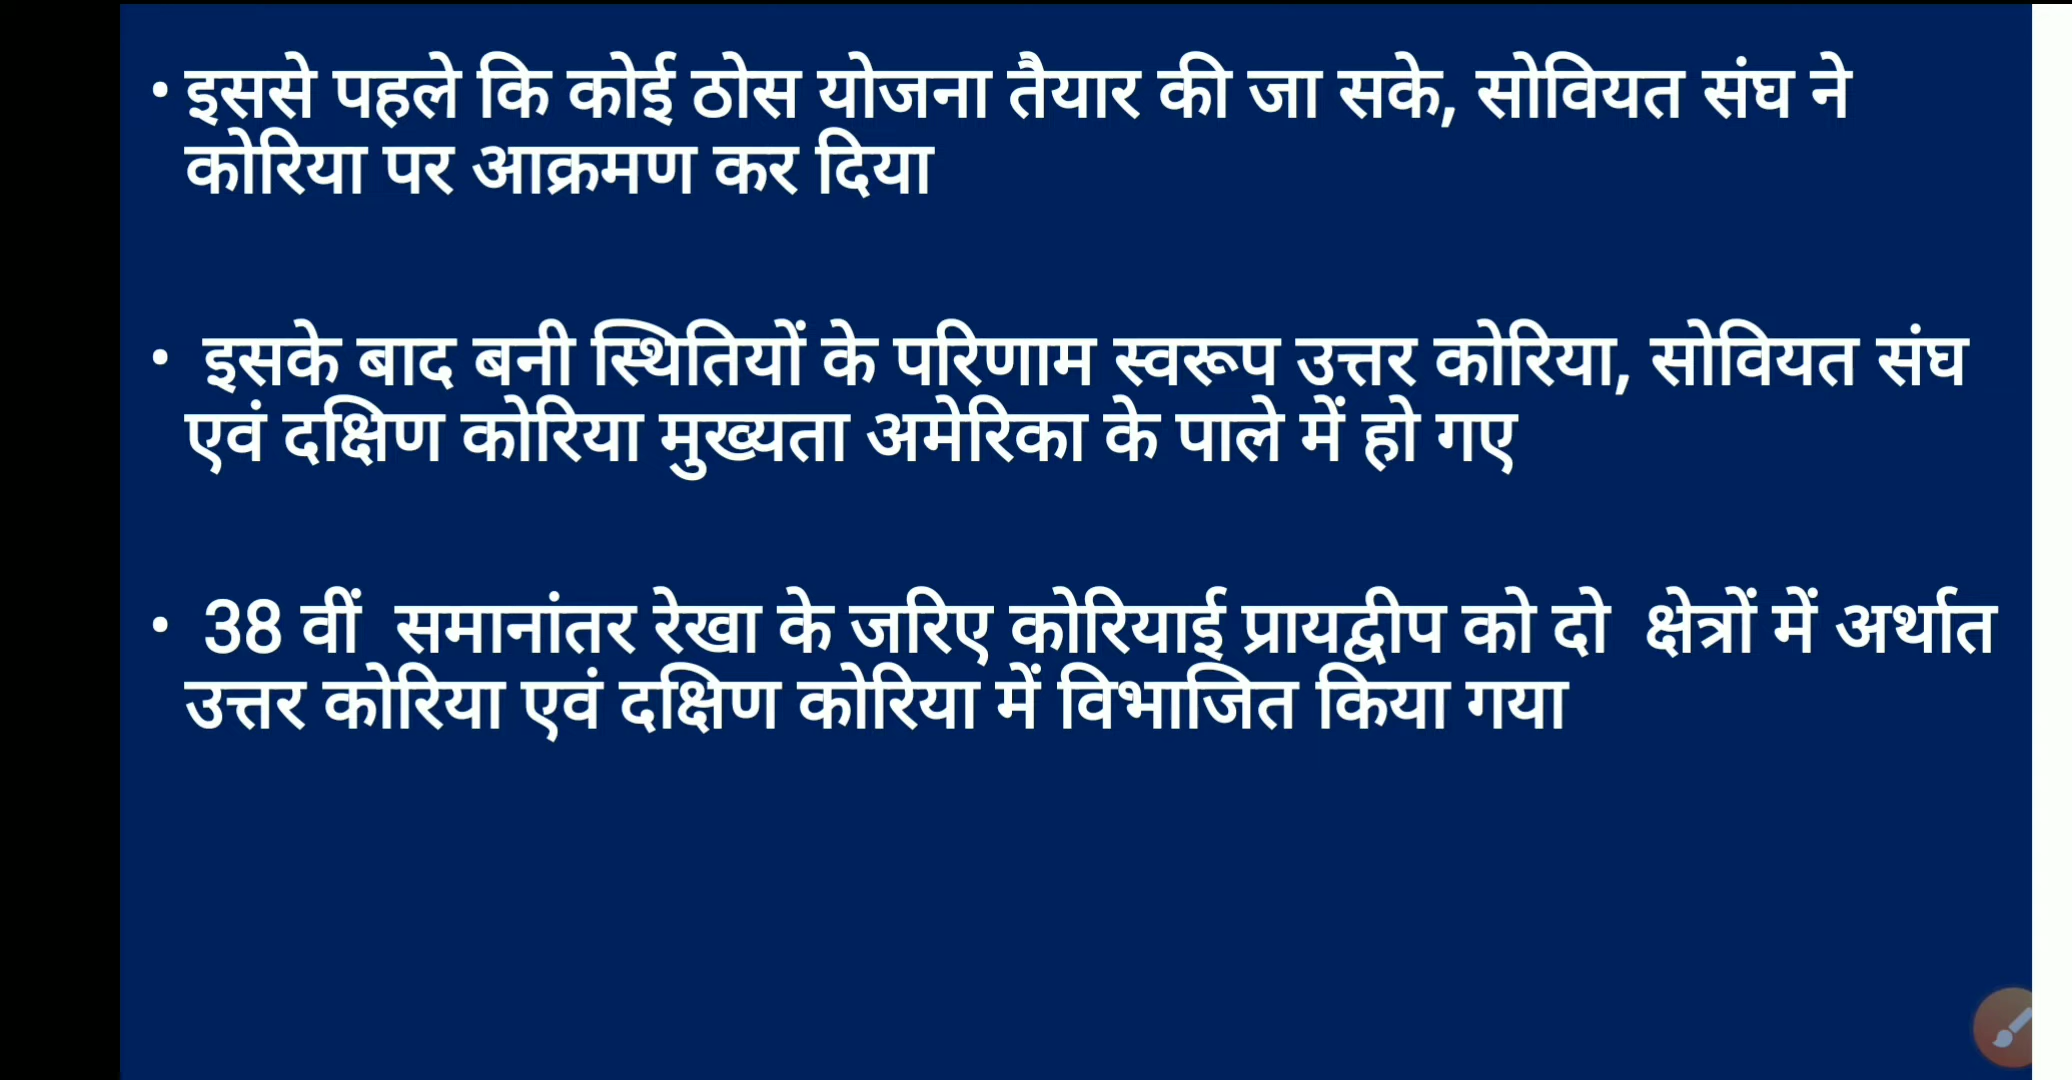 • इससे पहले कि कोई ठोस योजना तैयार की जा सके, सोवियत संघ ने
कोरिया पर आक्रमण कर दिया
• इसके बाद बनी स्थितियों के परिणाम स्वरूप उत्तर कोरिया, सोवियत संघ
एवं दक्षिण कोरिया मुख्यता अमेरिका के पाले में हो गए
• 38 वीं समानांतर रेखा के जरिए कोरियाई प्रायद्वीप को दो क्षेत्रों में अर्थात
उत्तर कोरिया एवं दक्षिण कोरिया में विभाजित किया गया